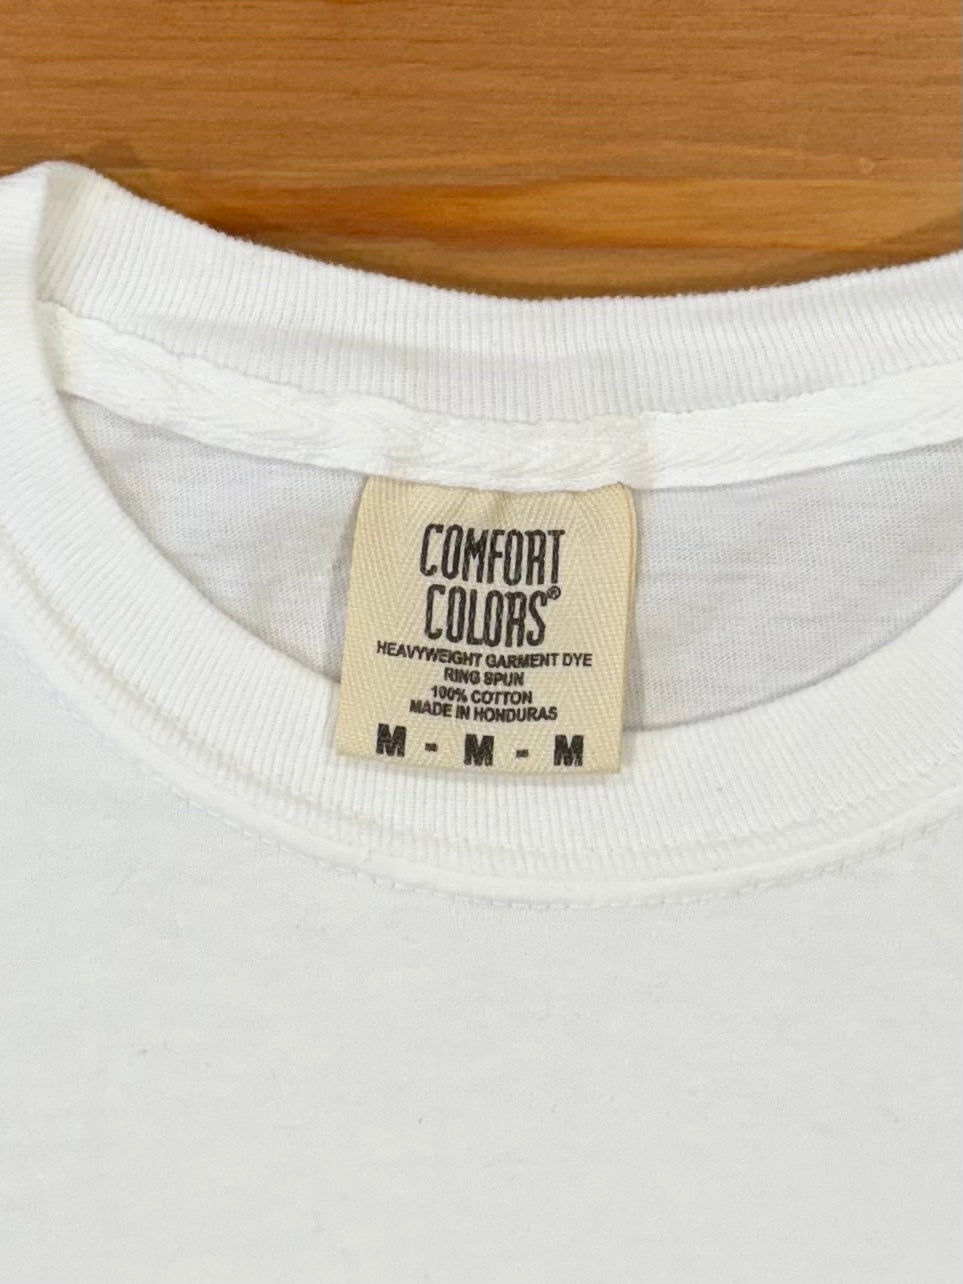 COMFORT
COLORS®
HEAVYWEIGHT GARMENT DYE
RING SPUN
100% COTTON
MADE IN HONDURAS
M - M - M